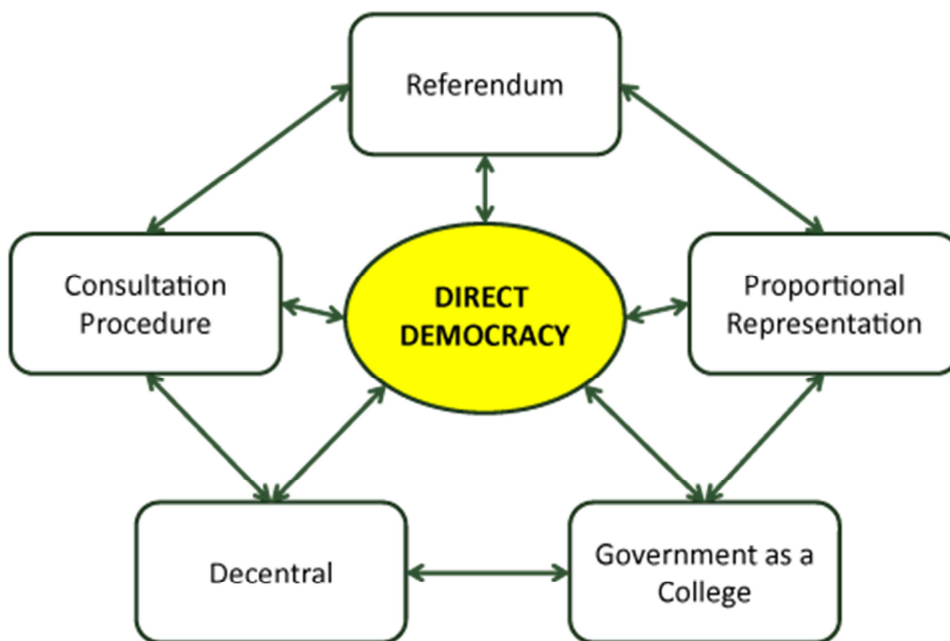 Referendum
Consultation
Procedure
DIRECT
DEMOCRACY
Proportional
Representation
Decentral
Government as a
College